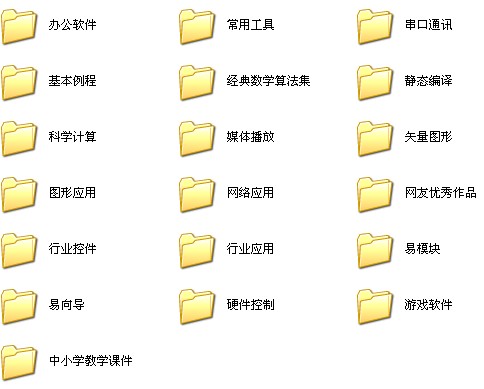 办公软件
常用工具
串口通讯
基本例程
经典数学算法集
静态编译
科学计算
媒体播放
矢量图形
图形应用
网络应用
网友优秀作品
行业控件
行业应用
易模块
易向导
硬件控制
游戏软件
中小学教学课件